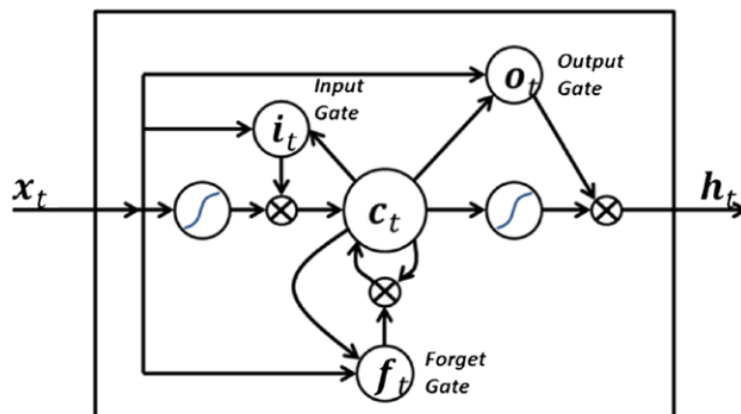 Output
Gate
o_t
Input
Gate
i_t
x_t
h_t
c_t
Forget
Gate
f_t